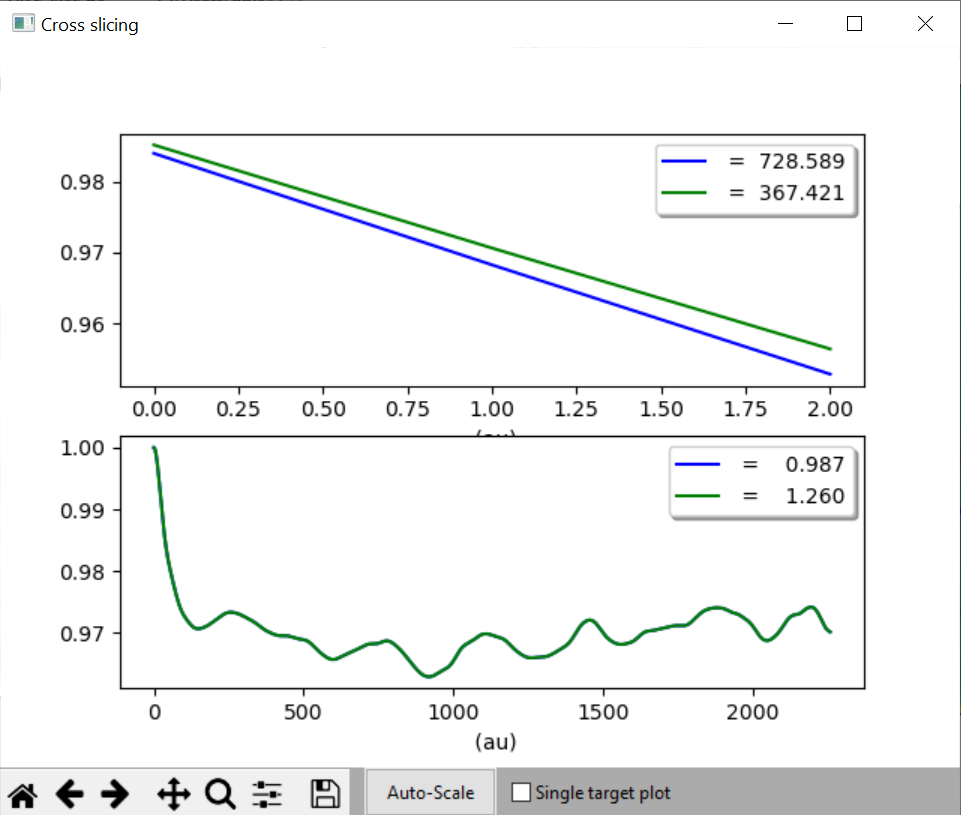 Cross slicing
= 728.589
= 367.421
0.98
0.97
0.96
0.00 0.25 0.50 0.75 1.00 1.25 1.50 1.75 2.00
= 0.987
= 1.260
1.00
0.99
0.98
0.97
0 500 1000 1500 2000
(au)
Auto-Scale Single target plot